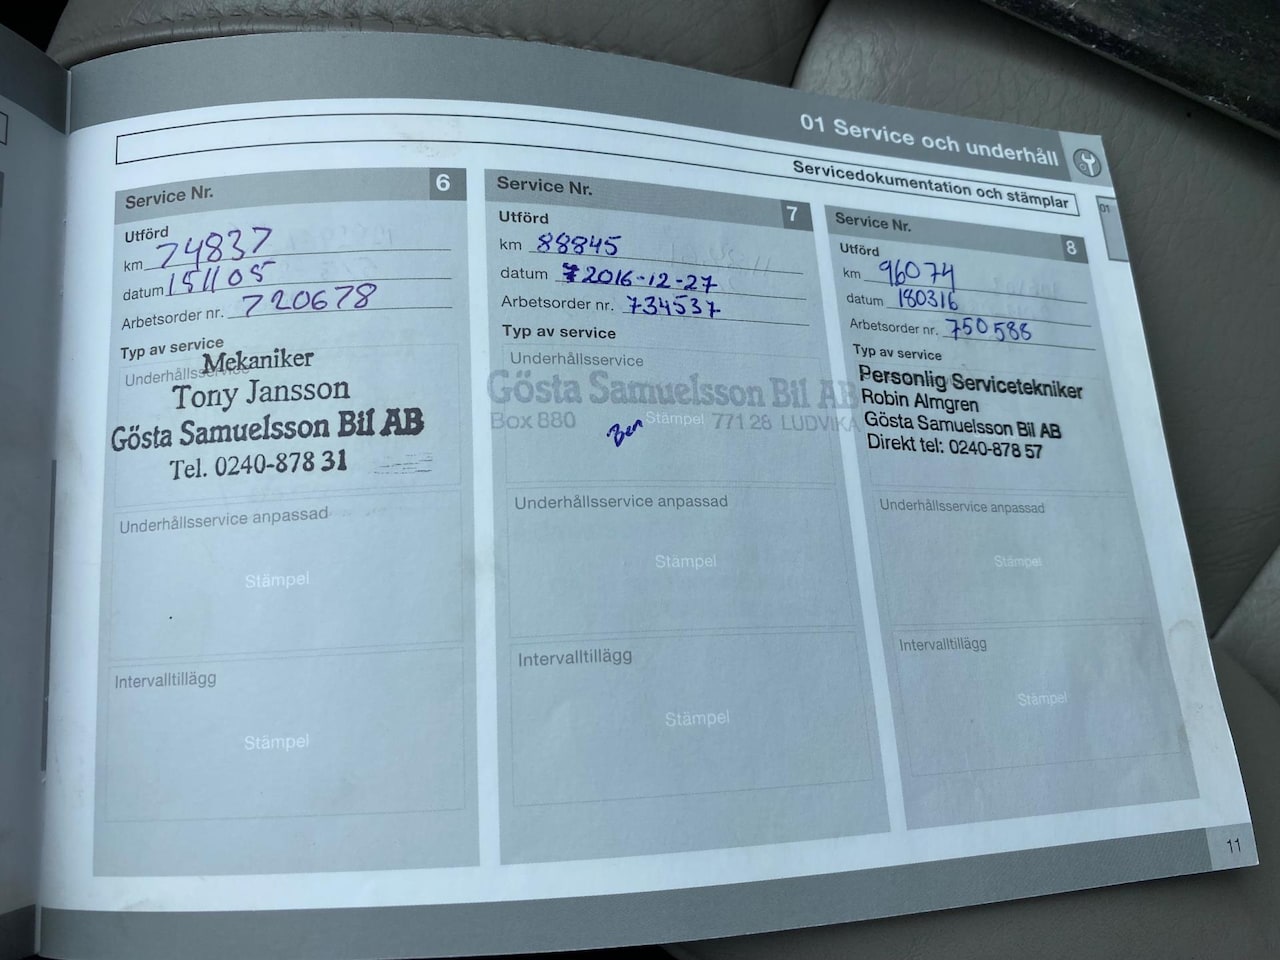 01 Service och underhåll
Servicedokumentation och stämplar
01
Service Nr. 6
Utförd
km 74837
datum 151105
Arbetsorder nr. 720678
Typ av service
Underhållsservice
Mekaniker
Tony Jansson
Gösta Samuelsson Bil AB
Tel. 0240-878 31
Underhållsservice anpassad
Stämpel
Intervalltillägg
Stämpel
Service Nr. 7
Utförd
km 88845
datum 2016-12-27
Arbetsorder nr. 734537
Typ av service
Underhållsservice
Gösta Samuelsson Bil AB
Box 880 Stämpel 771 28 LUDVIKA
Underhållsservice anpassad
Stämpel
Intervalltillägg
Stämpel
Service Nr. 8
Utförd
km 96074
datum 180316
Arbetsorder nr. 750588
Typ av service
Personlig Servicetekniker
Robin Almgren
Gösta Samuelsson Bil AB
Direkt tel: 0240-878 57
Underhållsservice anpassad
Stämpel
Intervalltillägg
Stämpel
11